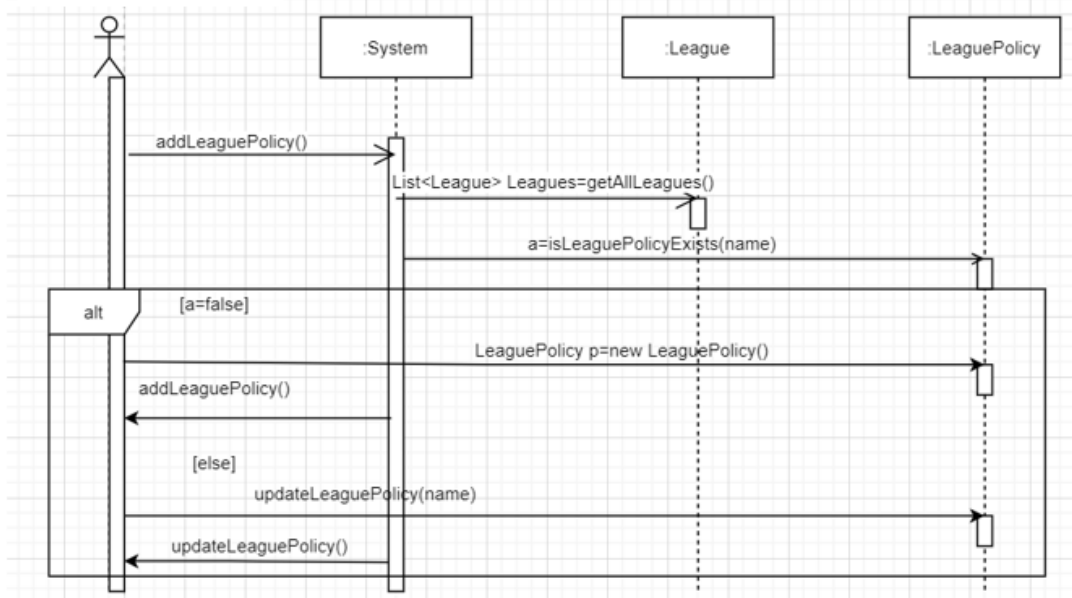 :System
:League
:LeaguePolicy
addLeaguePolicy()
List<League> Leagues=getAllLeagues()
a=isLeaguePolicyExists(name)
alt
[a=false]
LeaguePolicy p=new LeaguePolicy()
addLeaguePolicy()
[else]
updateLeaguePolicy(name)
updateLeaguePolicy()